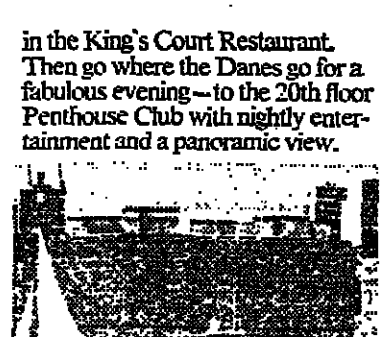 in the King's Court Restaurant.
Then go where the Danes go for a
fabulous evening—to the 20th floor
Penthouse Club with nightly enter-
tainment and a panoramic view.